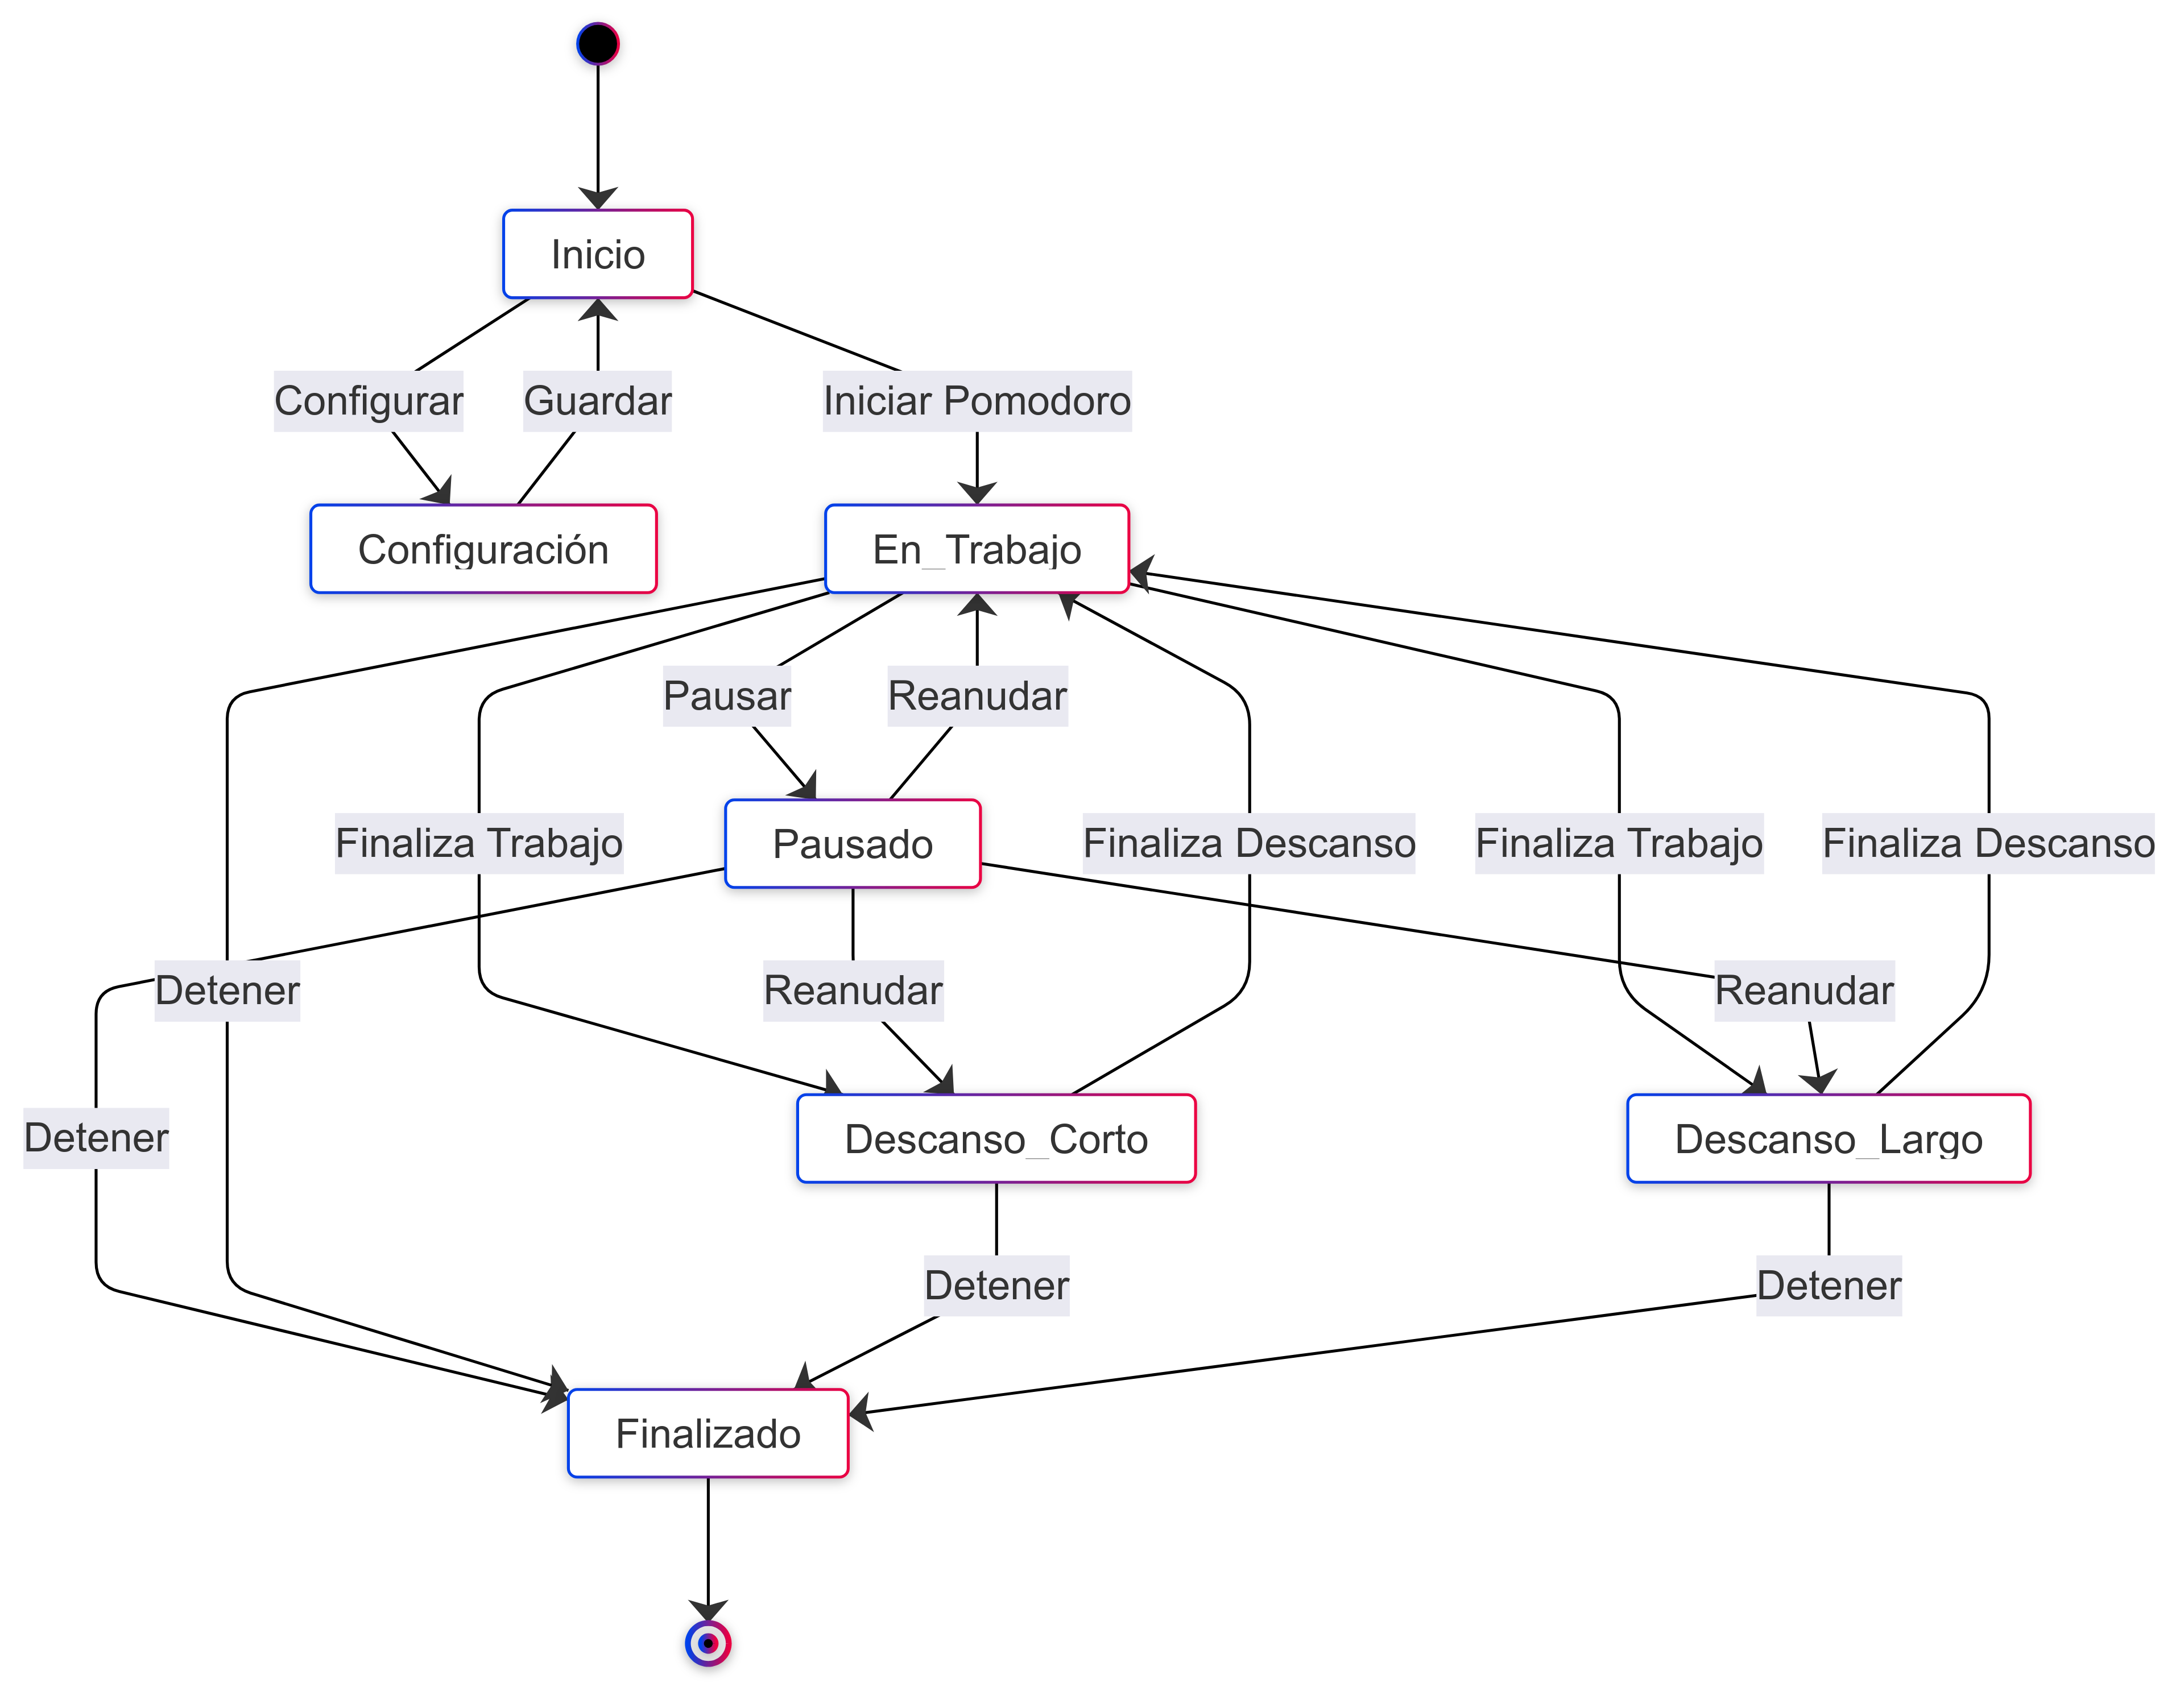 Inicio
Configurar
Guardar
Iniciar Pomodoro
Configuración
En_Trabajo
Pausar
Reanudar
Finaliza Trabajo
Pausado
Finaliza Descanso
Finaliza Trabajo
Finaliza Descanso
Detener
Reanudar
Reanudar
Detener
Descanso_Corto
Descanso_Largo
Detener
Detener
Finalizado